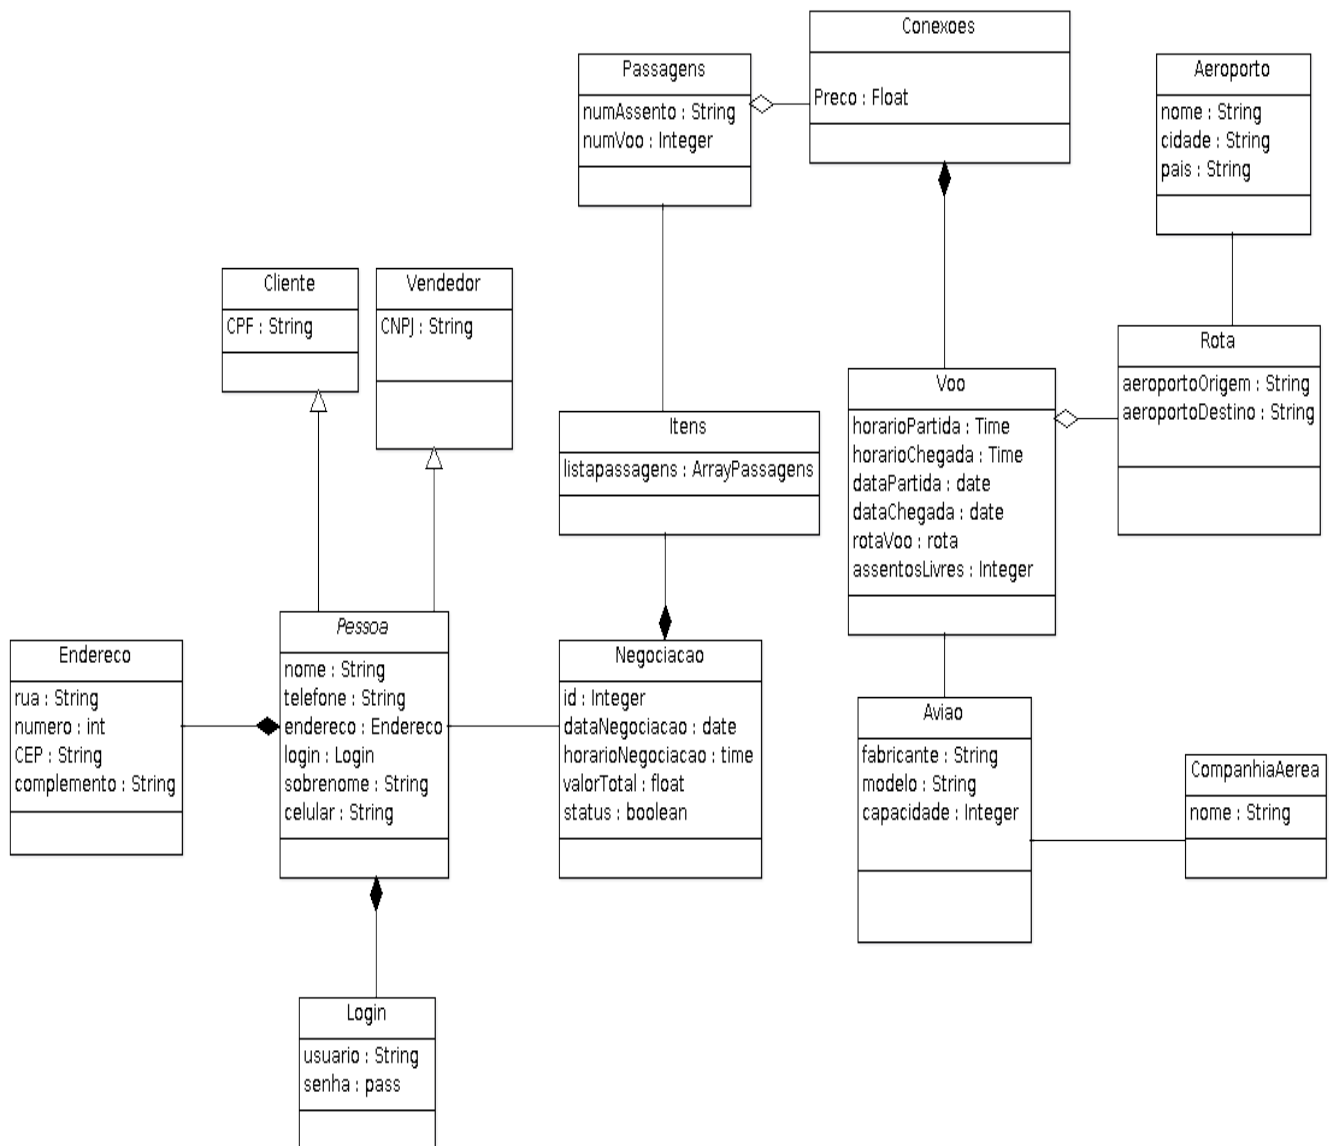 Conexoes
Preco : Float
Passagens
numAssento : String
numVoo : Integer
Aeroporto
nome : String
cidade : String
pais : String
Cliente
CPF : String
Vendedor
CNPJ : String
Rota
aeroportoOrigem : String
aeroportoDestino : String
Voo
horarioPartida : Time
horarioChegada : Time
dataPartida : date
dataChegada : date
rotaVoo : rota
assentosLivres : Integer
Itens
listapassagens : ArrayPassagens
Pessoa
nome : String
telefone : String
endereco : Endereco
login : Login
sobrenome : String
celular : String
Endereco
rua : String
numero : int
CEP : String
complemento : String
Negociacao
id : Integer
dataNegociacao : date
horarioNegociacao : time
valorTotal : float
status : boolean
Aviao
fabricante : String
modelo : String
capacidade : Integer
CompanhiaAerea
nome : String
Login
usuario : String
senha : pass